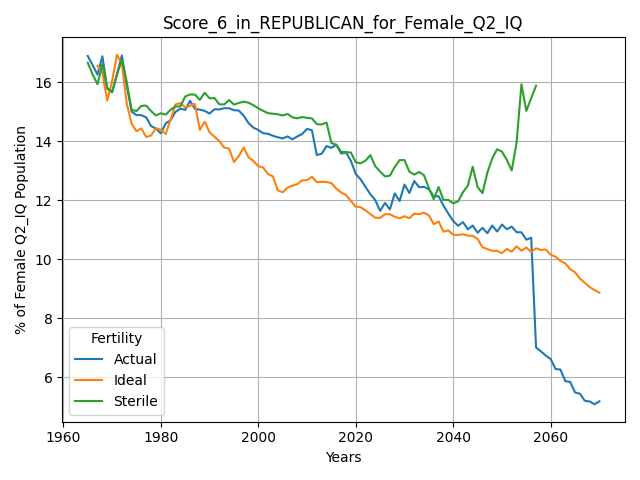 Score_6_in_REPUBLICAN_for_Female_Q2_IQ
% of Female Q2_IQ Population
16
14
12
10
8
6
Fertility
Actual
Ideal
Sterile
1960
1980
2000
2020
2040
2060
Years